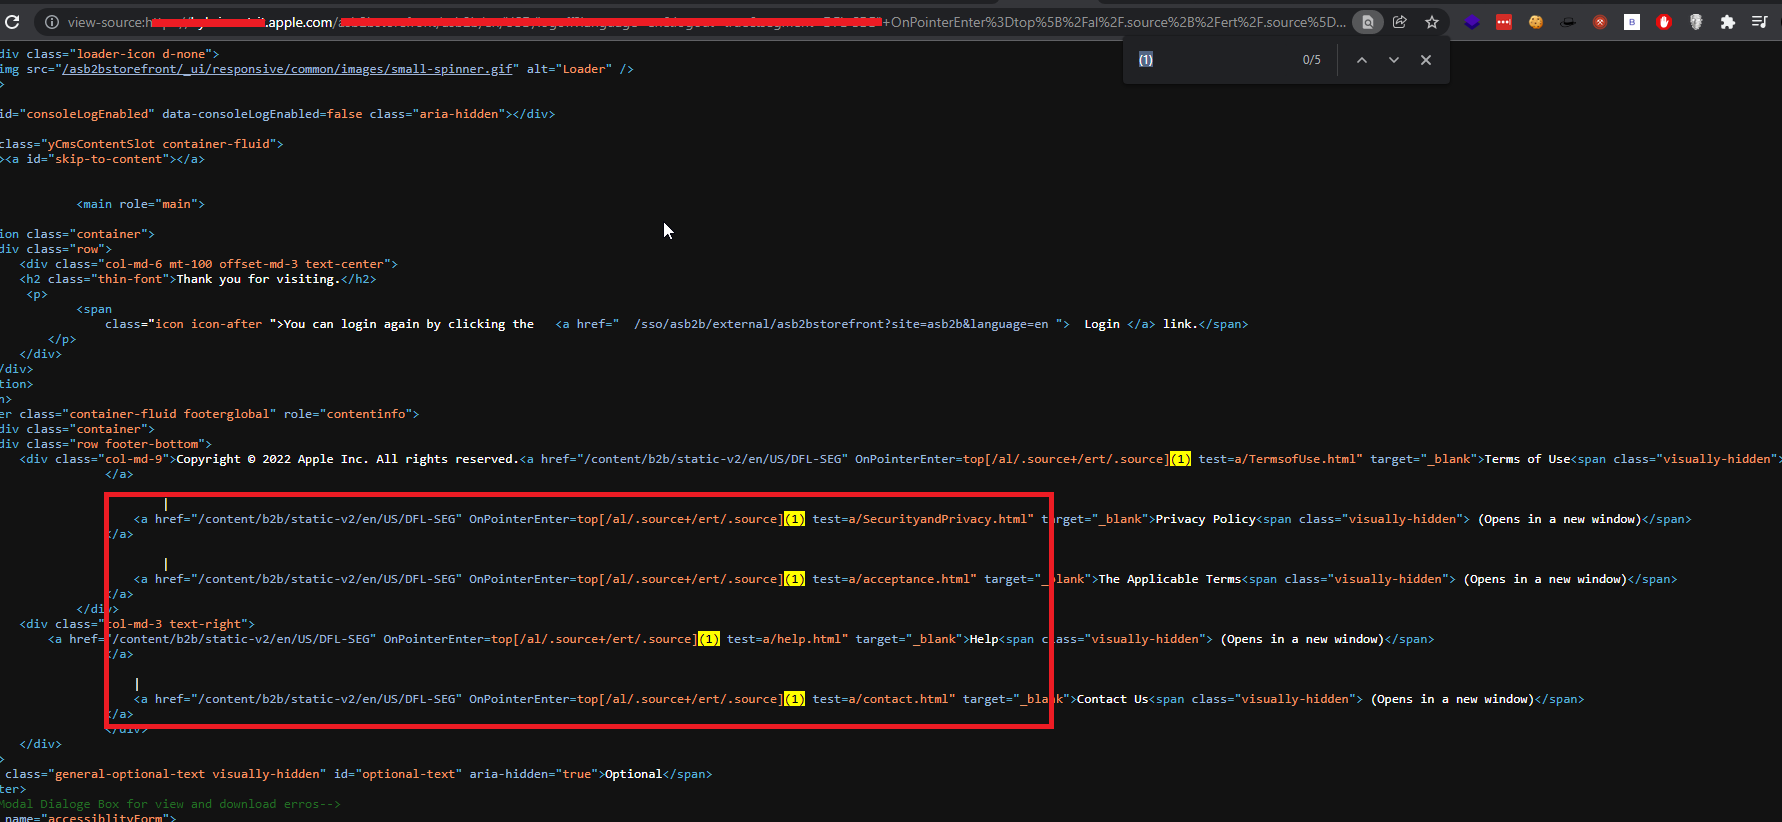 view-source:h .apple.com/ +OnPointerEnter%3Dtop%5B%2Fal%2F.source%2B%2Fert%2F.source%5D...
(1) 0/5
div class="loader-icon d-none">
img src="/asb2bstorefront/_ui/responsive/common/images/small-spinner.gif" alt="Loader" />
>
id="consoleLogEnabled" data-consoleLogEnabled=false class="aria-hidden"></div>
class="yCmsContentSlot container-fluid">
><a id="skip-to-content"></a>
<main role="main">
ion class="container">
div class="row">
<div class="col-md-6 mt-100 offset-md-3 text-center">
<h2 class="thin-font">Thank you for visiting.</h2>
<p>
<span
class="icon icon-after ">You can login again by clicking the <a href=" /sso/asb2b/external/asb2bstorefront?site=asb2b&language=en "> Login </a> link.</span>
</p>
</div>
/div>
tion>
n>
er class="container-fluid footerglobal" role="contentinfo">
div class="container">
div class="row footer-bottom">
<div class="col-md-9">Copyright © 2022 Apple Inc. All rights reserved.<a href="/content/b2b/static-v2/en/US/DFL-SEG" OnPointerEnter=top[/al/.source+/ert/.source](1) test=a/TermsofUse.html" target="_blank">Terms of Use<span class="visually-hidden">
</a>
|
<a href="/content/b2b/static-v2/en/US/DFL-SEG" OnPointerEnter=top[/al/.source+/ert/.source](1) test=a/SecurityandPrivacy.html" target="_blank">Privacy Policy<span class="visually-hidden"> (Opens in a new window)</span>
</a>
|
<a href="/content/b2b/static-v2/en/US/DFL-SEG" OnPointerEnter=top[/al/.source+/ert/.source](1) test=a/acceptance.html" target="_blank">The Applicable Terms<span class="visually-hidden"> (Opens in a new window)</span>
</a>
</div>
<div class="col-md-3 text-right">
<a href="/content/b2b/static-v2/en/US/DFL-SEG" OnPointerEnter=top[/al/.source+/ert/.source](1) test=a/help.html" target="_blank">Help<span class="visually-hidden"> (Opens in a new window)</span>
</a>
|
<a href="/content/b2b/static-v2/en/US/DFL-SEG" OnPointerEnter=top[/al/.source+/ert/.source](1) test=a/contact.html" target="_blank">Contact Us<span class="visually-hidden"> (Opens in a new window)</span>
</a>
</div>
</div>
>
class="general-optional-text visually-hidden" id="optional-text" aria-hidden="true">Optional</span>
ter>
Modal Dialoge Box for view and download erros-->
name="accessiblityForm">